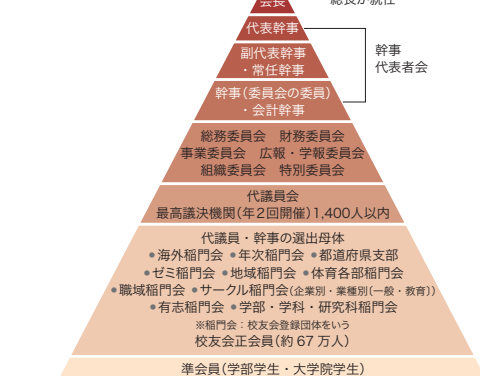 会長
総長が就任
代表幹事
副代表幹事
・常任幹事
幹事
代表者会
幹事(委員会の委員)
・会計幹事
総務委員会　財務委員会
事業委員会　広報・学報委員会
組織委員会　特別委員会
代議員会
最高議決機関(年2回開催)1,400人以内
代議員・幹事の選出母体
●海外稲門会 ●年次稲門会 ●都道府県支部
●ゼミ稲門会 ●地域稲門会 ●体育各部稲門会
●職域稲門会 ●サークル稲門会(企業別・業種別〔一般・教育〕)
●有志稲門会 ●学部・学科・研究科稲門会
※稲門会：校友会登録団体をいう
校友会正会員(約 67 万人)
準会員(学部学生・大学院学生)